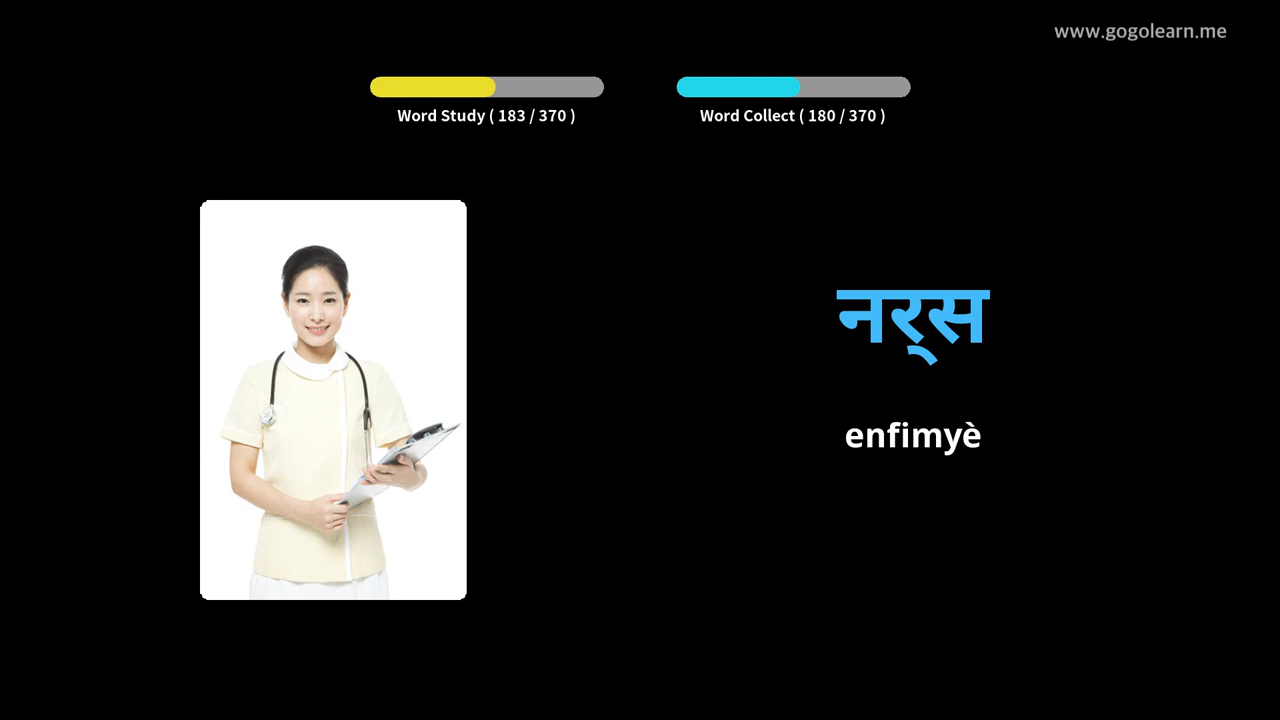 www.gogolearn.me
Word Study ( 183 / 370 )
Word Collect ( 180 / 370 )
नर्‌स
enfimyè